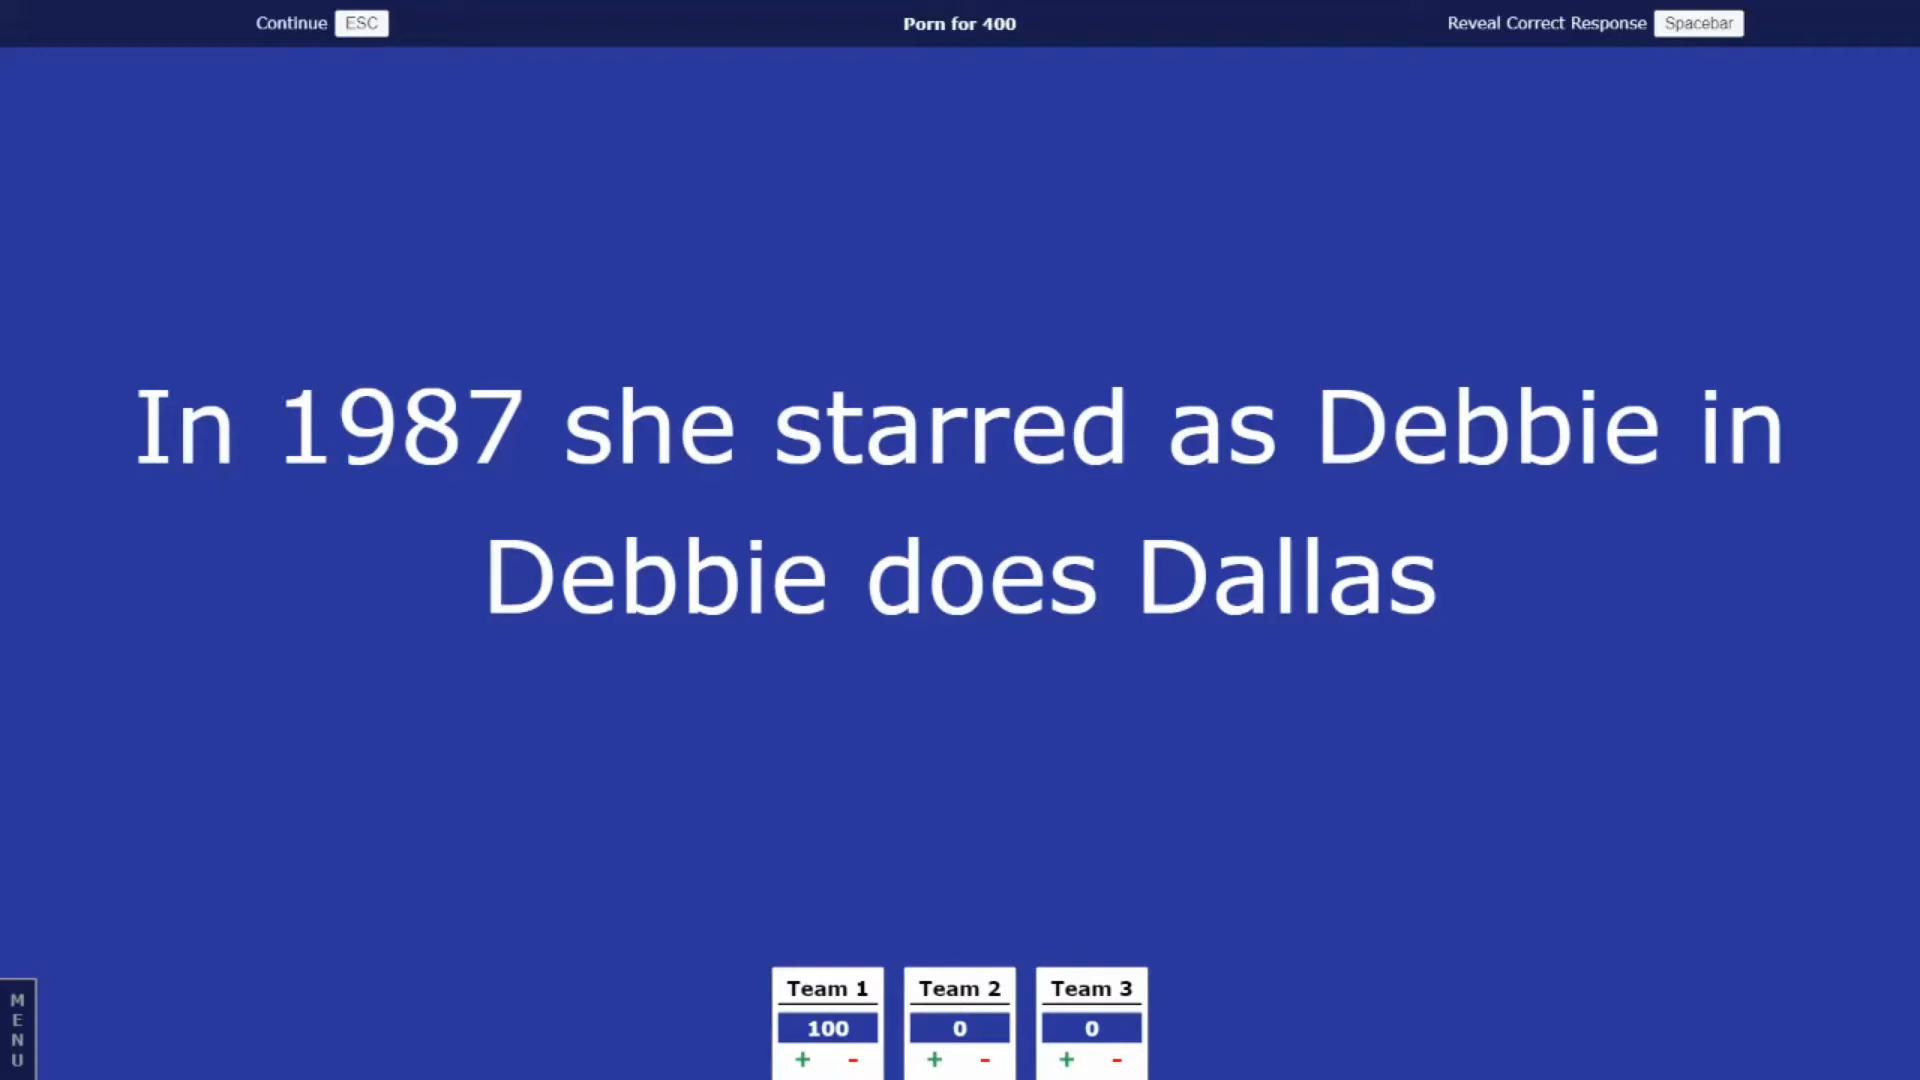 Continue ESC Porn for 400 Reveal Correct Response Spacebar
In 1987 she starred as Debbie in
Debbie does Dallas
MENU
Team 1 Team 2 Team 3
100 0 0
+ - + - + -